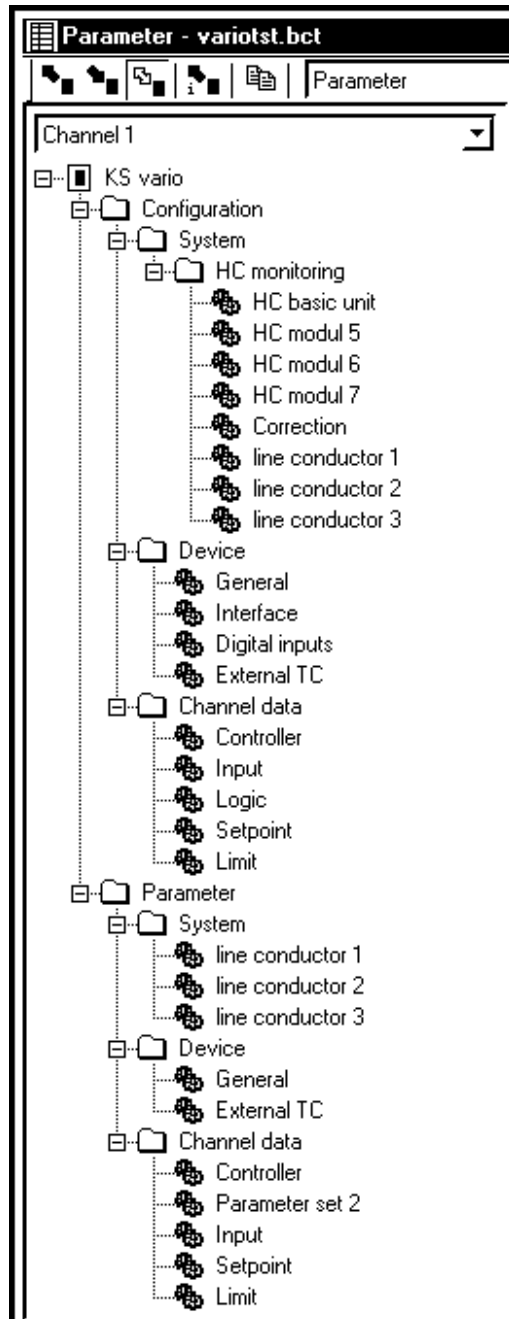 Parameter - variotst.bct
i Parameter
Channel 1
KS vario
Configuration
System
HC monitoring
HC basic unit
HC modul 5
HC modul 6
HC modul 7
Correction
line conductor 1
line conductor 2
line conductor 3
Device
General
Interface
Digital inputs
External TC
Channel data
Controller
Input
Logic
Setpoint
Limit
Parameter
System
line conductor 1
line conductor 2
line conductor 3
Device
General
External TC
Channel data
Controller
Parameter set 2
Input
Setpoint
Limit